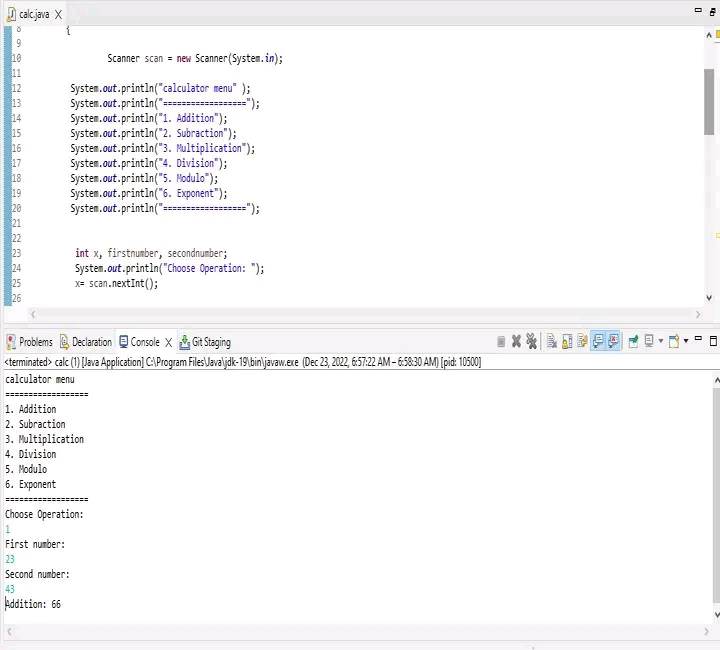 calc.java
8 {
9
10 Scanner scan = new Scanner(System.in);
11
12 System.out.println("calculator menu" );
13 System.out.println("==================");
14 System.out.println("1. Addition");
15 System.out.println("2. Subraction");
16 System.out.println("3. Multiplication");
17 System.out.println("4. Division");
18 System.out.println("5. Modulo");
19 System.out.println("6. Exponent");
20 System.out.println("==================");
21
22
23 int x, firstnumber, secondnumber;
24 System.out.println("Choose Operation: ");
25 x= scan.nextInt();
26
Problems Declaration Console Git Staging
<terminated> calc (1) [Java Application] C:\Program Files\Java\jdk-19\bin\javaw.exe (Dec 23, 2022, 6:57:22 AM – 6:58:30 AM) [pid: 10500]
calculator menu
==================
1. Addition
2. Subraction
3. Multiplication
4. Division
5. Modulo
6. Exponent
==================
Choose Operation:
1
First number:
23
Second number:
43
Addition: 66